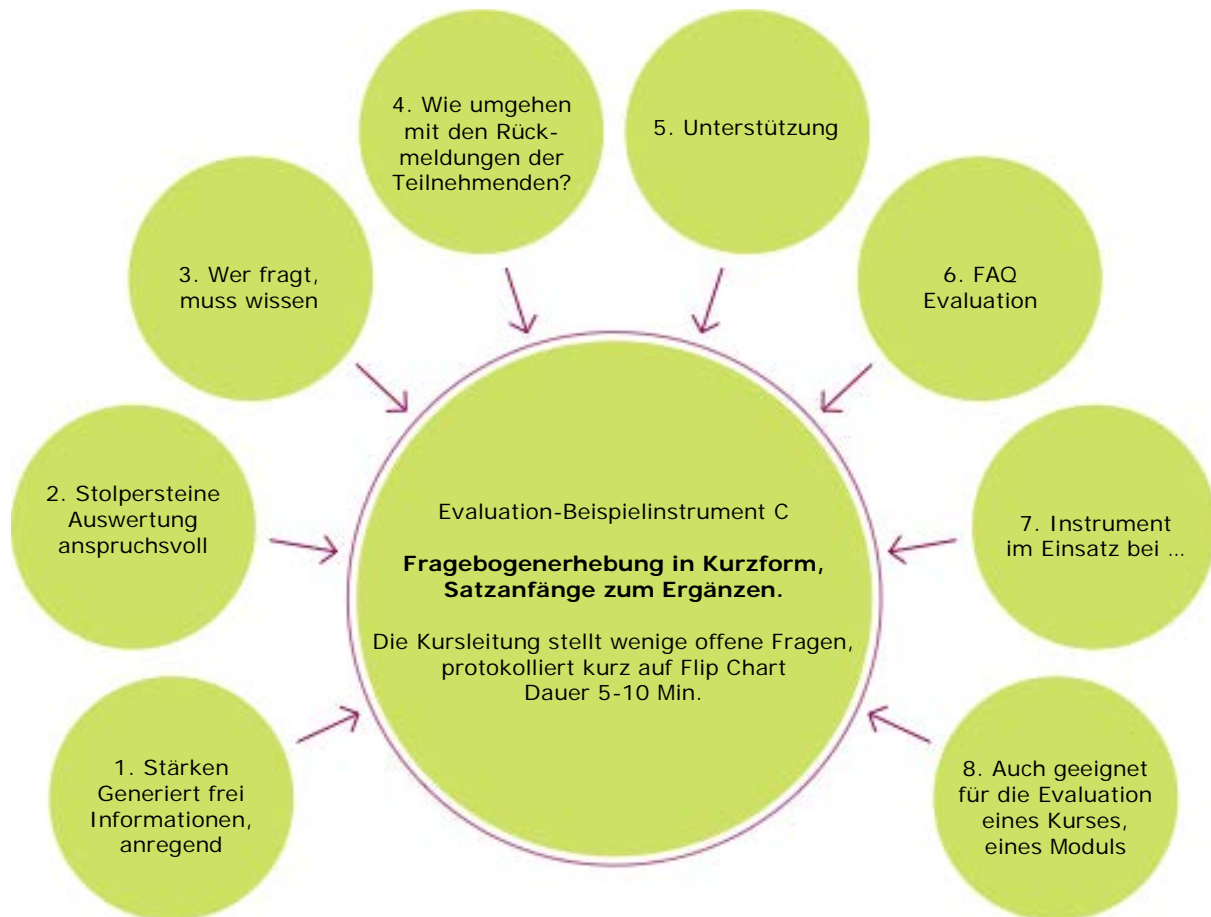 4. Wie umgehen
mit den Rück-
meldungen der
Teilnehmenden?
5. Unterstützung
3. Wer fragt,
muss wissen
6. FAQ
Evaluation
2. Stolpersteine
Auswertung
anspruchsvoll
7. Instrument
im Einsatz bei ...
Evaluation-Beispielinstrument C
Fragebogenerhebung in Kurzform,
Satzanfänge zum Ergänzen.
Die Kursleitung stellt wenige offene Fragen,
protokolliert kurz auf Flip Chart
Dauer 5-10 Min.
1. Stärken
Generiert frei
Informationen,
anregend
8. Auch geeignet
für die Evaluation
eines Kurses,
eines Moduls